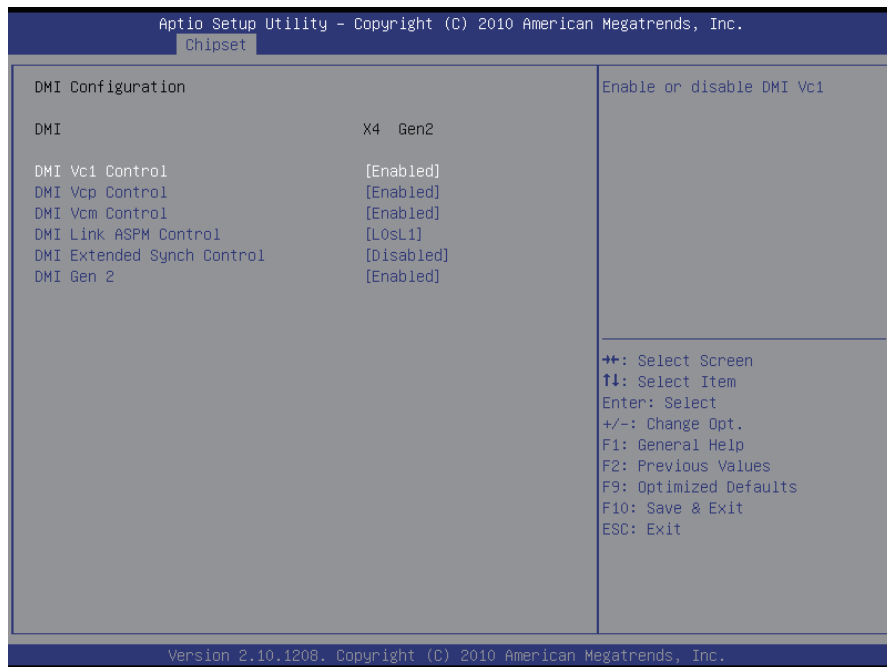 Aptio Setup Utility – Copyright (C) 2010 American Megatrends, Inc.
Chipset
DMI Configuration
DMI X4 Gen2
DMI Vc1 Control [Enabled]
DMI Vcp Control [Enabled]
DMI Vcm Control [Enabled]
DMI Link ASPM Control [L0sL1]
DMI Extended Synch Control [Disabled]
DMI Gen 2 [Enabled]
Enable or disable DMI Vc1
→←: Select Screen
↑↓: Select Item
Enter: Select
+/-: Change Opt.
F1: General Help
F2: Previous Values
F9: Optimized Defaults
F10: Save & Exit
ESC: Exit
Version 2.10.1208. Copyright (C) 2010 American Megatrends, Inc.